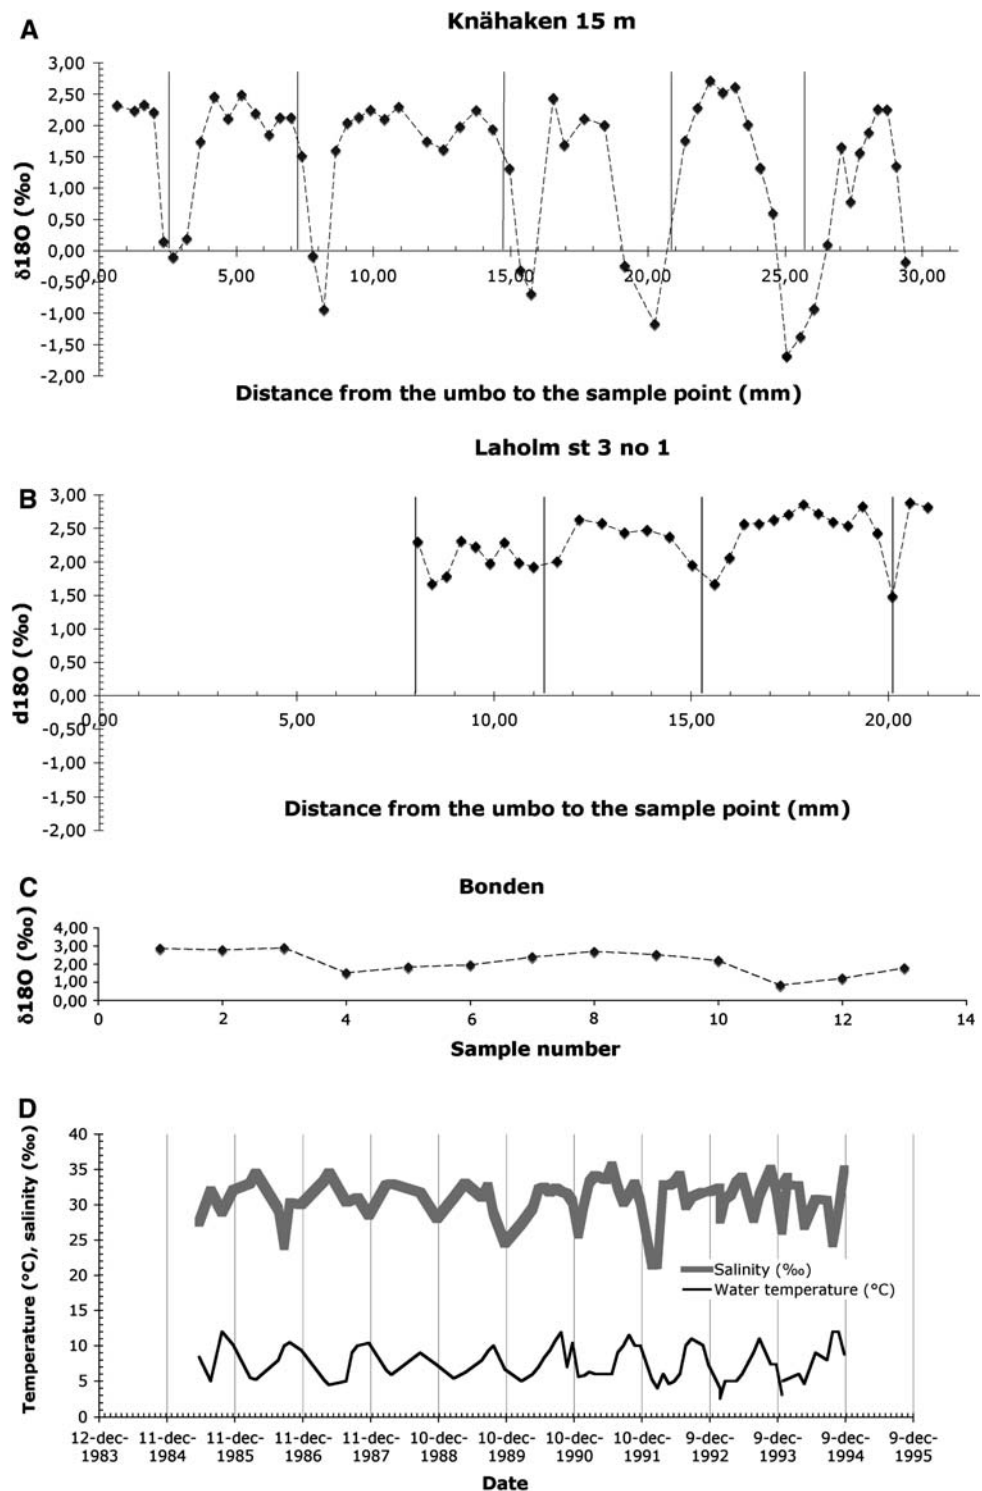 A
Knähaken 15 m
δ18O (‰)
3,00
2,50
2,00
1,50
1,00
0,50
0,00
-0,50
-1,00
-1,50
-2,00
0,00 5,00 10,00 15,00 20,00 25,00 30,00
Distance from the umbo to the sample point (mm)
Laholm st 3 no 1
B
d18O (‰)
3,00
2,50
2,00
1,50
1,00
0,50
0,00
-0,50
-1,00
-1,50
-2,00
0,00 5,00 10,00 15,00 20,00
Distance from the umbo to the sample point (mm)
C
Bonden
δ18O (‰)
4,00
3,00
2,00
1,00
0,00
0 2 4 6 8 10 12 14
Sample number
D
Temperature (°C), salinity (‰)
40
35
30
25
20
15
10
5
0
Salinity (‰)
Water temperature (°C)
12-dec- 11-dec- 11-dec- 11-dec- 11-dec- 10-dec- 10-dec- 10-dec- 10-dec- 9-dec- 9-dec- 9-dec- 9-dec-
1983 1984 1985 1986 1987 1988 1989 1990 1991 1992 1993 1994 1995
Date